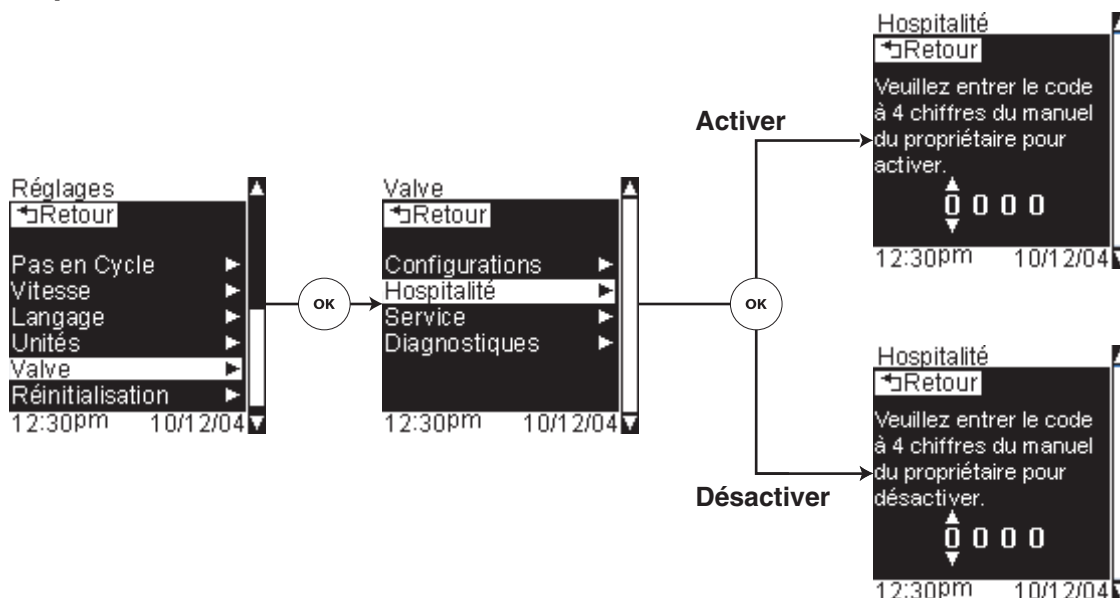 Réglages
Retour
Pas en Cycle
Vitesse
Langage
Unités
Valve
Réinitialisation
12:30pm 10/12/04
OK
Valve
Retour
Configurations
Hospitalité
Service
Diagnostiques
12:30pm 10/12/04
OK
Activer
Hospitalité
Retour
Veuillez entrer le code
à 4 chiffres du manuel
du propriétaire pour
activer.
0 0 0 0
12:30pm 10/12/04
Désactiver
Hospitalité
Retour
Veuillez entrer le code
à 4 chiffres du manuel
du propriétaire pour
désactiver.
0 0 0 0
12:30pm 10/12/04